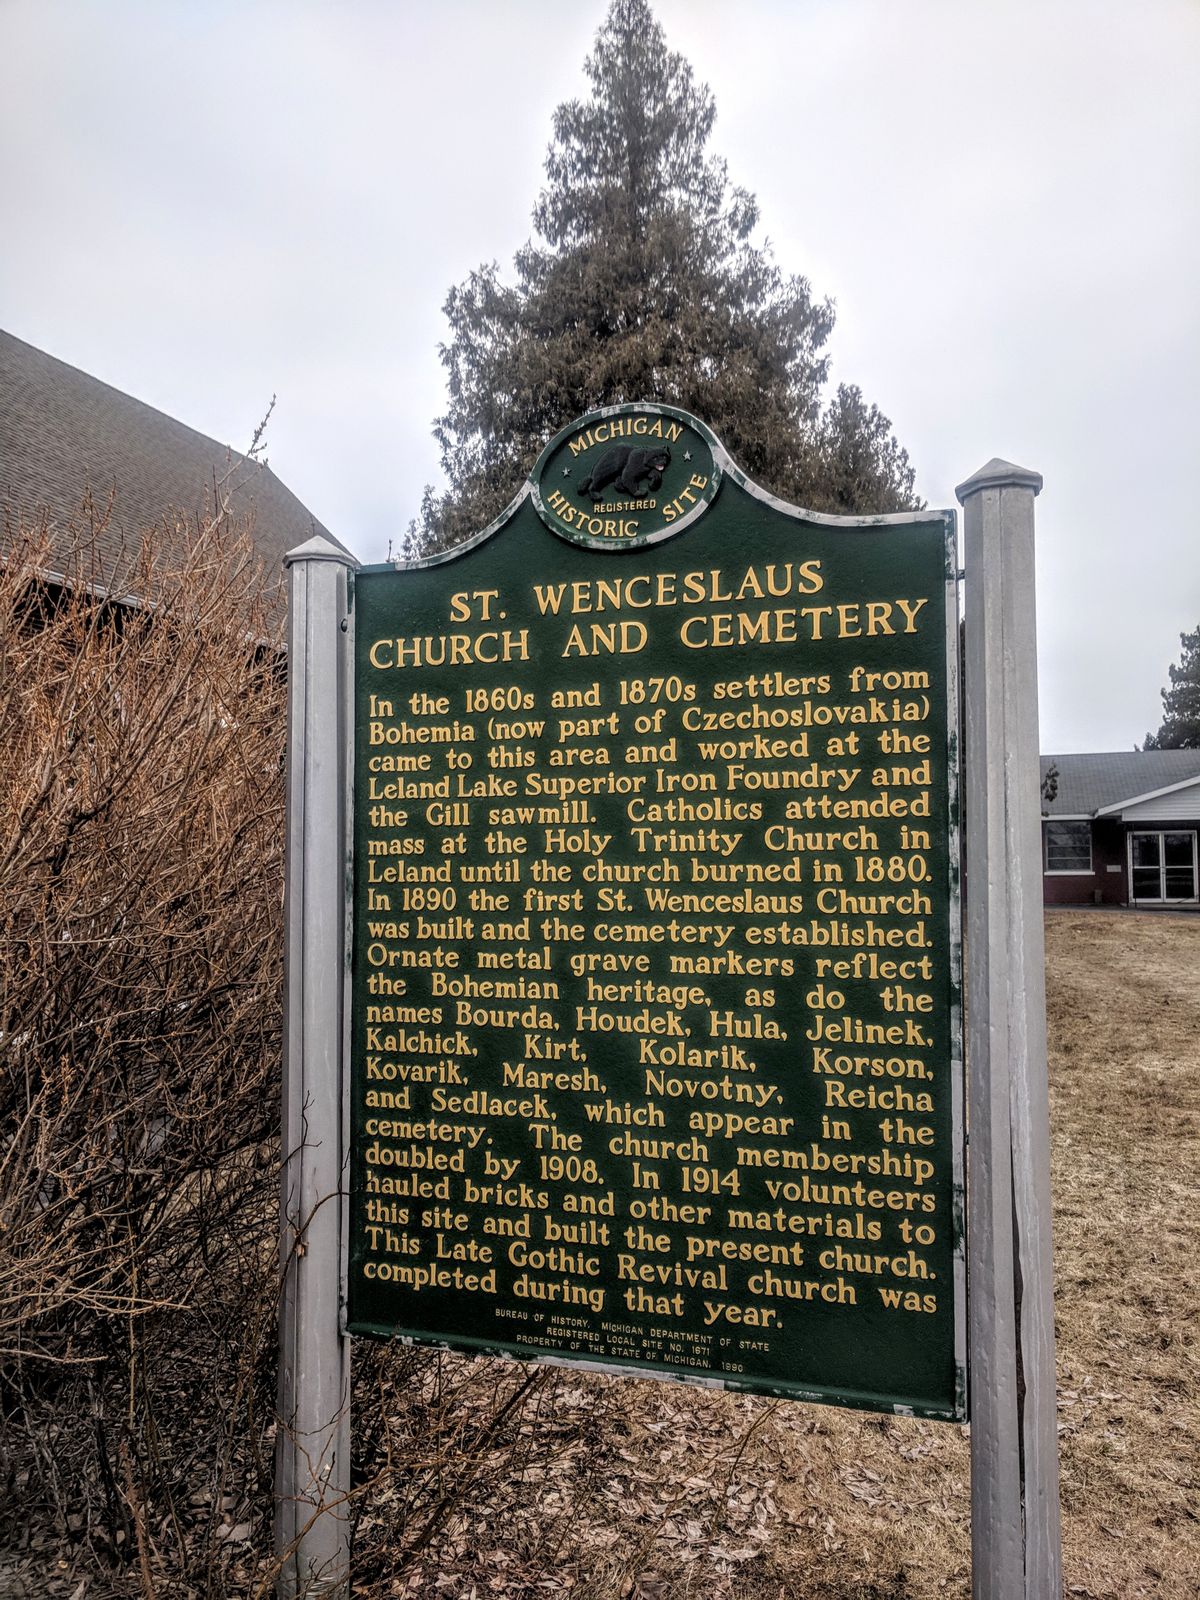 MICHIGAN
REGISTERED
HISTORIC SITE
ST. WENCESLAUS
CHURCH AND CEMETERY
In the 1860s and 1870s settlers from
Bohemia (now part of Czechoslovakia)
came to this area and worked at the
Leland Lake Superior Iron Foundry and
the Gill sawmill. Catholics attended
mass at the Holy Trinity Church in
Leland until the church burned in 1880.
In 1890 the first St. Wenceslaus Church
was built and the cemetery established.
Ornate metal grave markers reflect
the Bohemian heritage, as do the
names Bourda, Houdek, Hula, Jelinek,
Kalchick, Kirt, Kolarik, Korson,
Kovarik, Maresh, Novotny, Reicha
and Sedlacek, which appear in the
cemetery. The church membership
doubled by 1908. In 1914 volunteers
hauled bricks and other materials to
this site and built the present church.
This Late Gothic Revival church was
completed during that year.
BUREAU OF HISTORY, MICHIGAN DEPARTMENT OF STATE
REGISTERED LOCAL SITE NO. 1671
PROPERTY OF THE STATE OF MICHIGAN, 1990